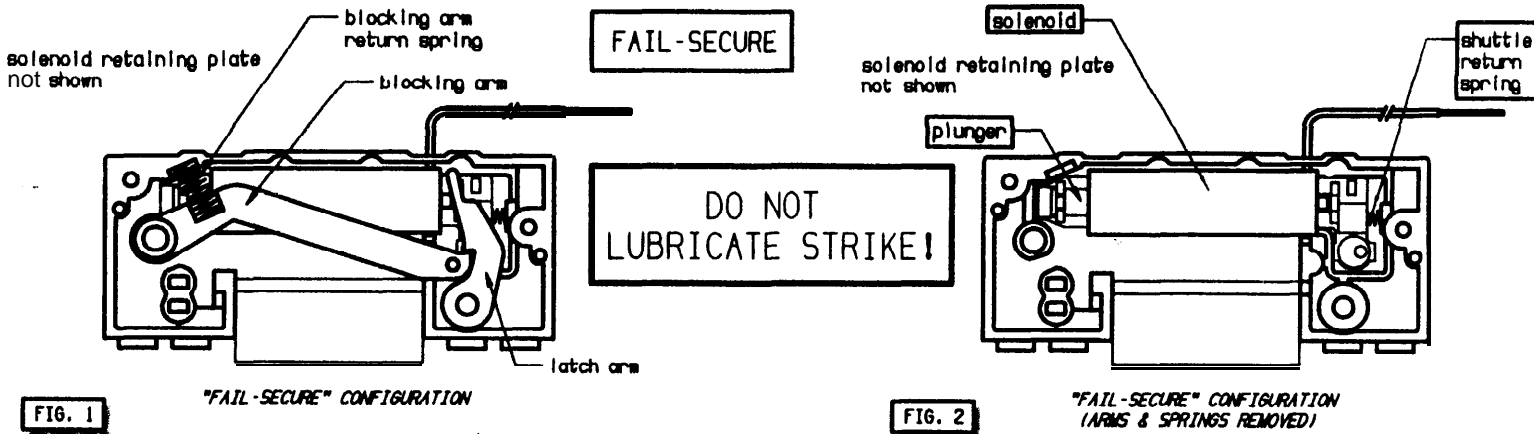 blocking arm
return spring
solenoid retaining plate
not shown
blocking arm
latch arm
"FAIL-SECURE" CONFIGURATION
FIG. 1
FAIL-SECURE
DO NOT
LUBRICATE STRIKE!
solenoid
solenoid retaining plate
not shown
plunger
shuttle
return
spring
"FAIL-SECURE" CONFIGURATION
(ARMS & SPRINGS REMOVED)
FIG. 2